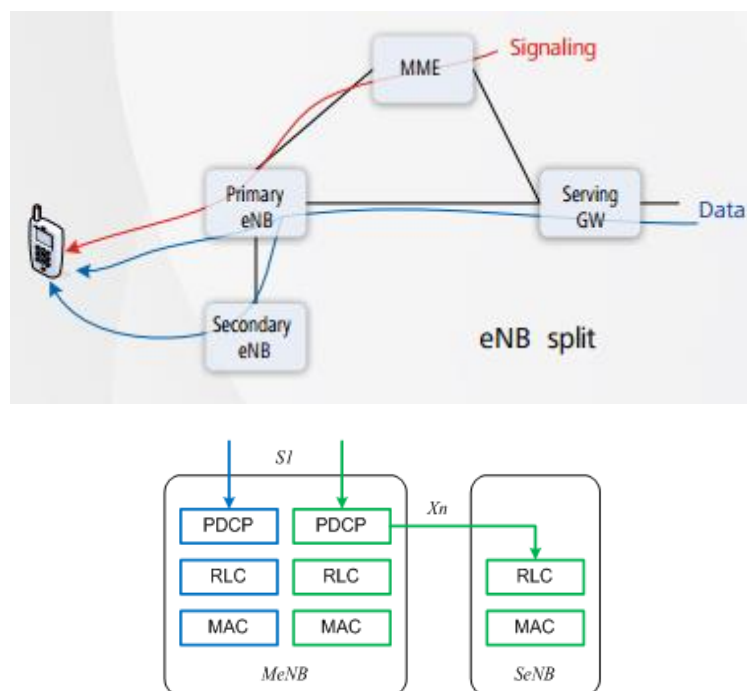 Signaling
MME
Primary
eNB
Serving
GW
Data
Secondary
eNB
eNB split
S1
PDCP
PDCP
Xn
RLC
RLC
RLC
MAC
MAC
MAC
MeNB
SeNB